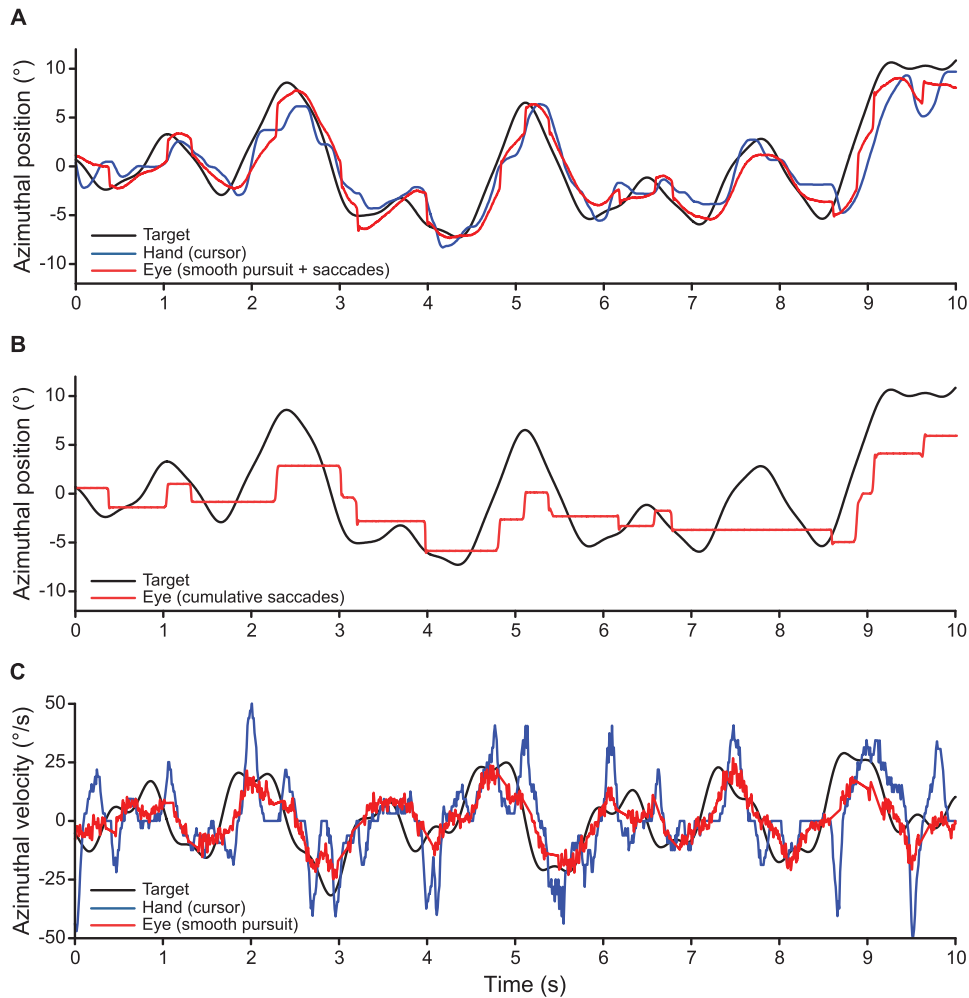 A
Azimuthal position (°)
10
5
0
-5
-10
Target
Hand (cursor)
Eye (smooth pursuit + saccades)
0 1 2 3 4 5 6 7 8 9 10
B
Azimuthal position (°)
10
5
0
-5
-10
Target
Eye (cumulative saccades)
0 1 2 3 4 5 6 7 8 9 10
C
Azimuthal velocity (°/s)
50
25
0
-25
-50
Target
Hand (cursor)
Eye (smooth pursuit)
0 1 2 3 4 5 6 7 8 9 10
Time (s)